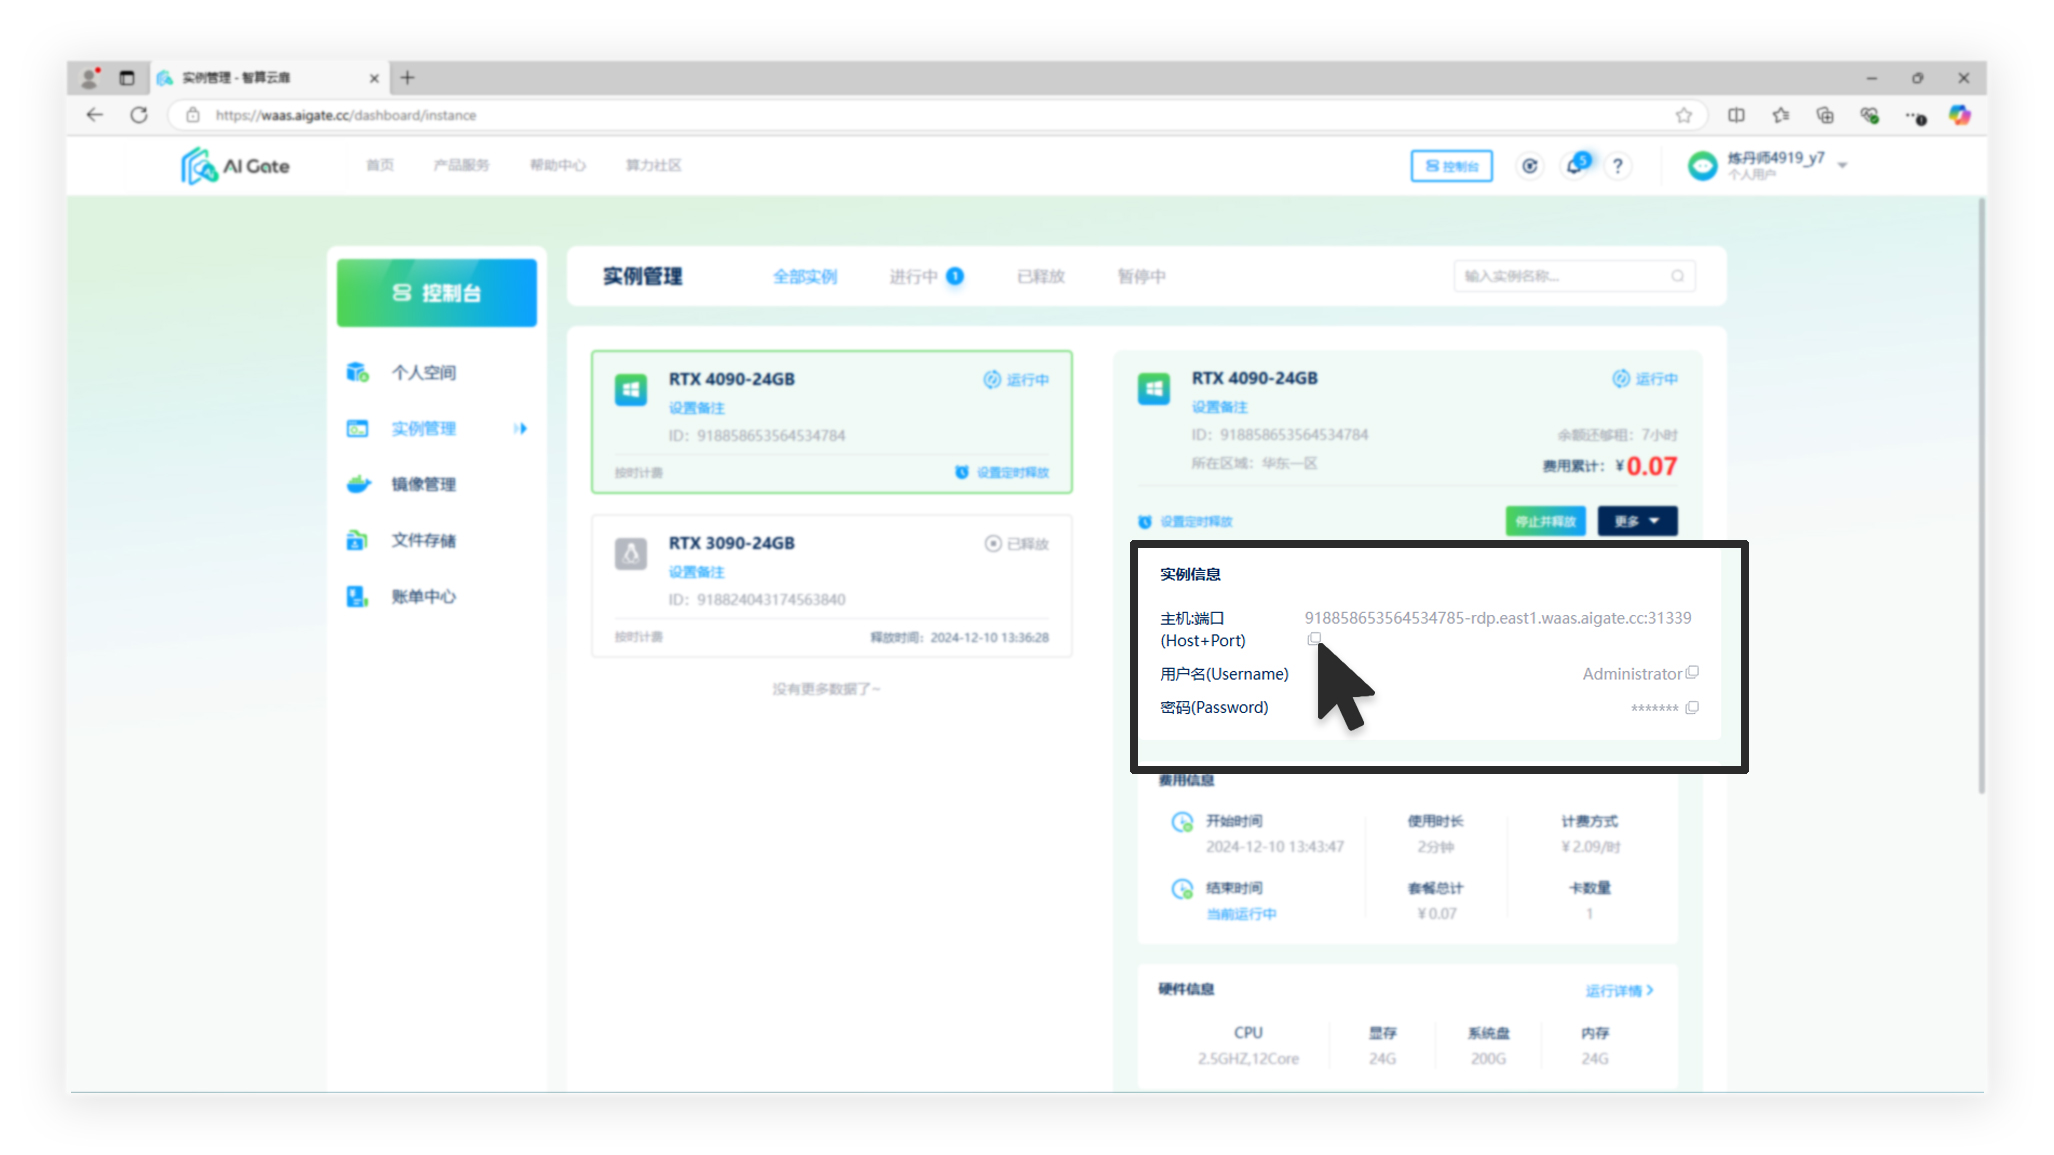 实例管理 - 智算云扉
https://waas.aigate.cc/dashboard/instance
AI Gate
首页
产品服务
帮助中心
算力社区
控制台
5
?
炼丹师4919_y7
个人用户
控制台
个人空间
实例管理
镜像管理
文件存储
账单中心
实例管理
全部实例
进行中 1
已释放
暂停中
输入实例名称...
RTX 4090-24GB
运行中
设置备注
ID: 918858653564534784
按时计费
设置定时释放
RTX 3090-24GB
已释放
设置备注
ID: 918824043174563840
按时计费
释放时间: 2024-12-10 13:36:28
没有更多数据了~
RTX 4090-24GB
运行中
设置备注
ID: 918858653564534784
余额还够租: 7小时
所在区域: 华东一区
费用累计: ¥0.07
设置定时释放
停止并释放
更多
实例信息
主机:端口
(Host+Port)
918858653564534785-rdp.east1.waas.aigate.cc:31339
用户名(Username)
Administrator
密码(Password)
*******
费用信息
开始时间
2024-12-10 13:43:47
使用时长
2分钟
计费方式
¥2.09/时
结束时间
当前运行中
套餐总计
¥0.07
卡数量
1
硬件信息
运行详情
CPU
2.5GHZ,12Core
显存
24G
系统盘
200G
内存
24G